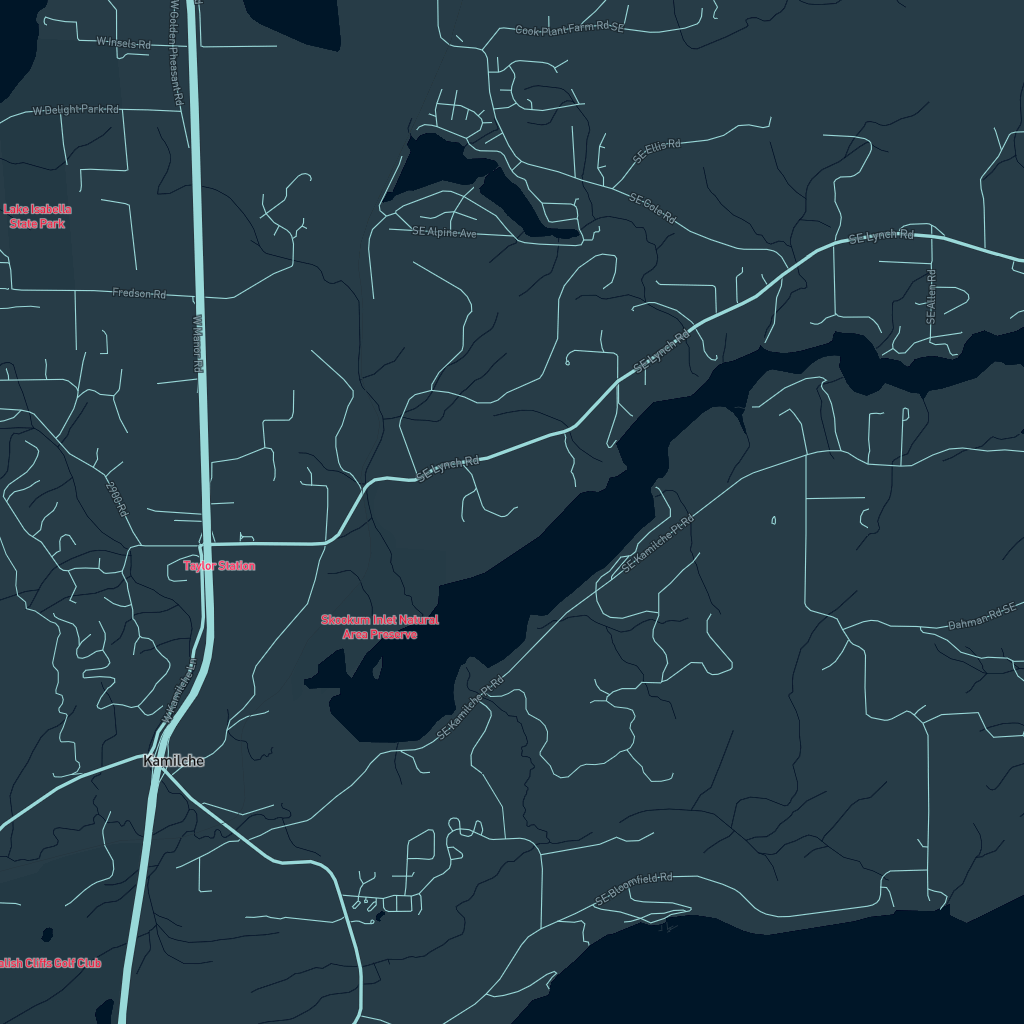 Cook Plant Farm Rd SE
W Insels Rd
W Golden Pheasant Rd
W Delight Park Rd
SE Ellis Rd
Lake Isabella
State Park
SE Cole Rd
SE Alpine Ave
SE Lynch Rd
Fredson Rd
SE Allen Rd
W Manor Rd
SE Lynch Rd
SE Lynch Rd
2900 Rd
SE Kamilche Pt Rd
Taylor Station
Skookum Inlet Natural
Area Preserve
Dahman Rd SE
W Kamilche Ln
SE Kamilche Pt Rd
Kamilche
SE Bloomfield Rd
alish Cliffs Golf Club